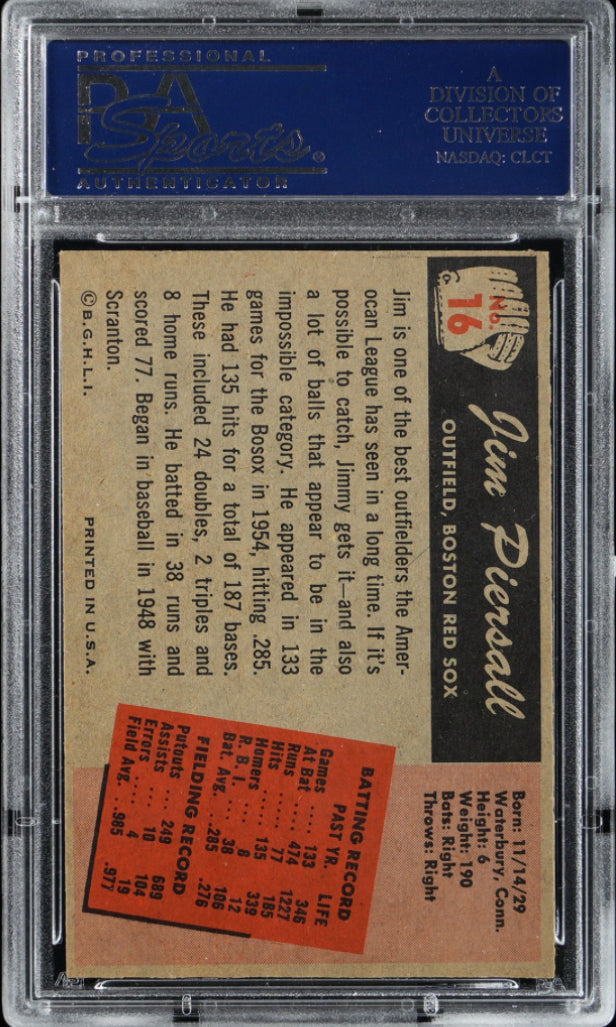 PROFESSIONAL
PSA
Sports
AUTHENTICATOR
A
DIVISION OF
COLLECTORS
UNIVERSE
NASDAQ: CLCT
No.
16
Jim Piersall
OUTFIELD, BOSTON RED SOX
Born: 11/14/29
Waterbury, Conn.
Height: 6
Weight: 190
Bats: Right
Throws: Right
Jim is one of the best outfielders the Amer-
ocan League has seen in a long time. If it's
possible to catch, Jimmy gets it—and also
a lot of balls that appear to be in the
impossible category. He appeared in 133
games for the Bosox in 1954, hitting .285.
He had 135 hits for a total of 187 bases.
These included 24 doubles, 2 triples and
8 home runs. He batted in 38 runs and
scored 77. Began in baseball in 1948 with
Scranton.
BATTING RECORD
PAST YR. LIFE
Games 133 346
At Bat .... 474 1227
Runs .... 77 185
Hits .... 135 339
Homers .... 8 12
R. B. I. .... 38 106
Bat. Avg. .285 .276
FIELDING RECORD
Putouts .... 249 689
Assists .... 10 104
Errors .... 4 19
Field Avg. .985 .977
© B.G.H.L.I. PRINTED IN U.S.A.